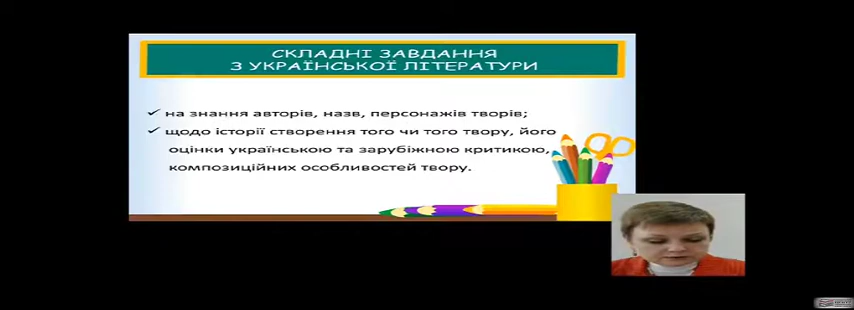 СКЛАДНІ ЗАВДАННЯ
З УКРАЇНСЬКОЇ ЛІТЕРАТУРИ
✓ на знання авторів, назв, персонажів творів;
✓ щодо історії створення того чи того твору, його
оцінки українською та зарубіжною критикою,
композиційних особливостей твору.